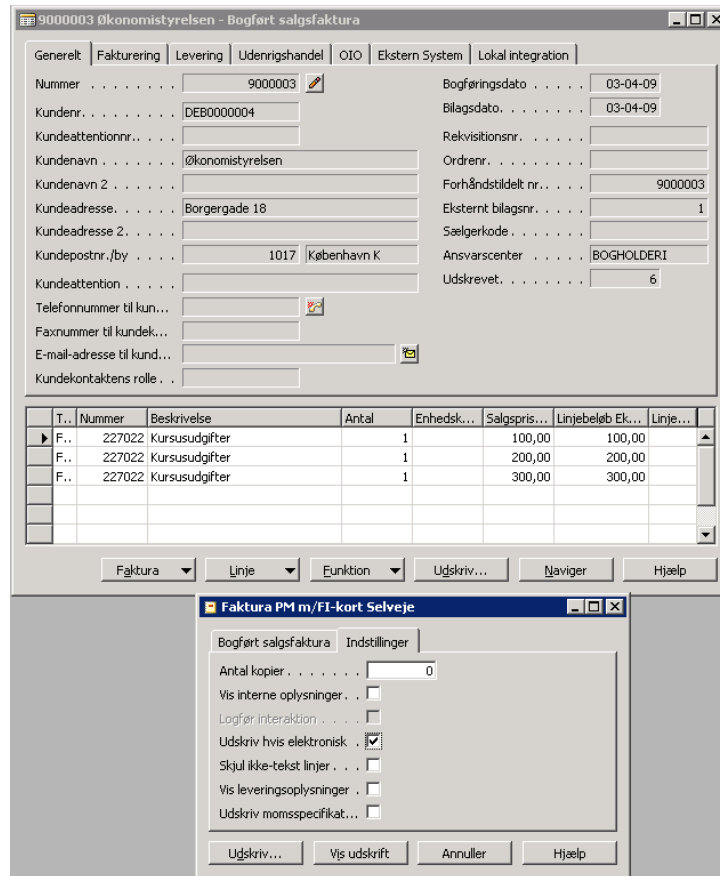 9000003 Økonomistyrelsen - Bogført salgsfaktura
Generelt Fakturering Levering Udenrigshandel OIO Ekstern System Lokal integration
Nummer . . . . . . . . 9000003
Kundenr. . . . . . . . DEB0000004
Kundeattentionnr. . . . .
Kundenavn . . . . . . Økonomistyrelsen
Kundenavn 2 . . . . . .
Kundeadresse. . . . . . Borgergade 18
Kundeadresse 2. . . . .
Kundepostnr./by . . . . 1017 København K
Kundeattention . . . . .
Telefonnummer til kun...
Faxnummer til kundek...
E-mail-adresse til kund...
Kundekontaktens rolle . .
Bogføringsdato . . . . . 03-04-09
Bilagsdato. . . . . . . . 03-04-09
Rekvisitionsnr. . . . . .
Ordrenr. . . . . . . . .
Forhåndstildelt nr. . . . . 9000003
Eksternt bilagsnr. . . . . 1
Sælgerkode . . . . . . .
Ansvarscenter . . . . . BOGHOLDERI
Udskrevet. . . . . . . . 6
T.. Nummer Beskrivelse Antal Enhedsk... Salgspris... Linjebeløb Ek... Linje...
F.. 227022 Kursusudgifter 1 100,00 100,00
F.. 227022 Kursusudgifter 1 200,00 200,00
F.. 227022 Kursusudgifter 1 300,00 300,00
Faktura Linje Funktion Udskriv... Naviger Hjælp
Faktura PM m/FI-kort Selveje
Bogført salgsfaktura Indstillinger
Antal kopier . . . . . . . 0
Vis interne oplysninger. . .
Logfør interaktion . . . .
Udskriv hvis elektronisk .
Skjul ikke-tekst linjer . . .
Vis leveringsoplysninger .
Udskriv momsspecifikat...
Udskriv... Vis udskrift Annuller Hjælp